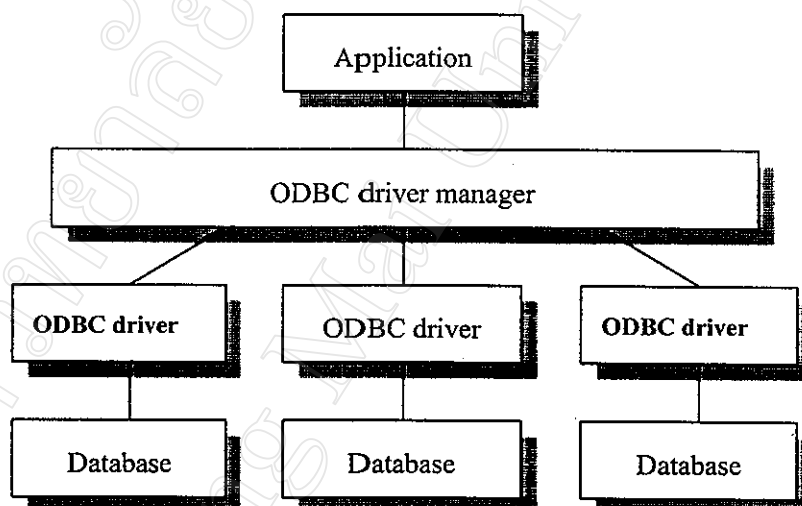 Application
ODBC driver manager
ODBC driver
ODBC driver
ODBC driver
Database
Database
Database